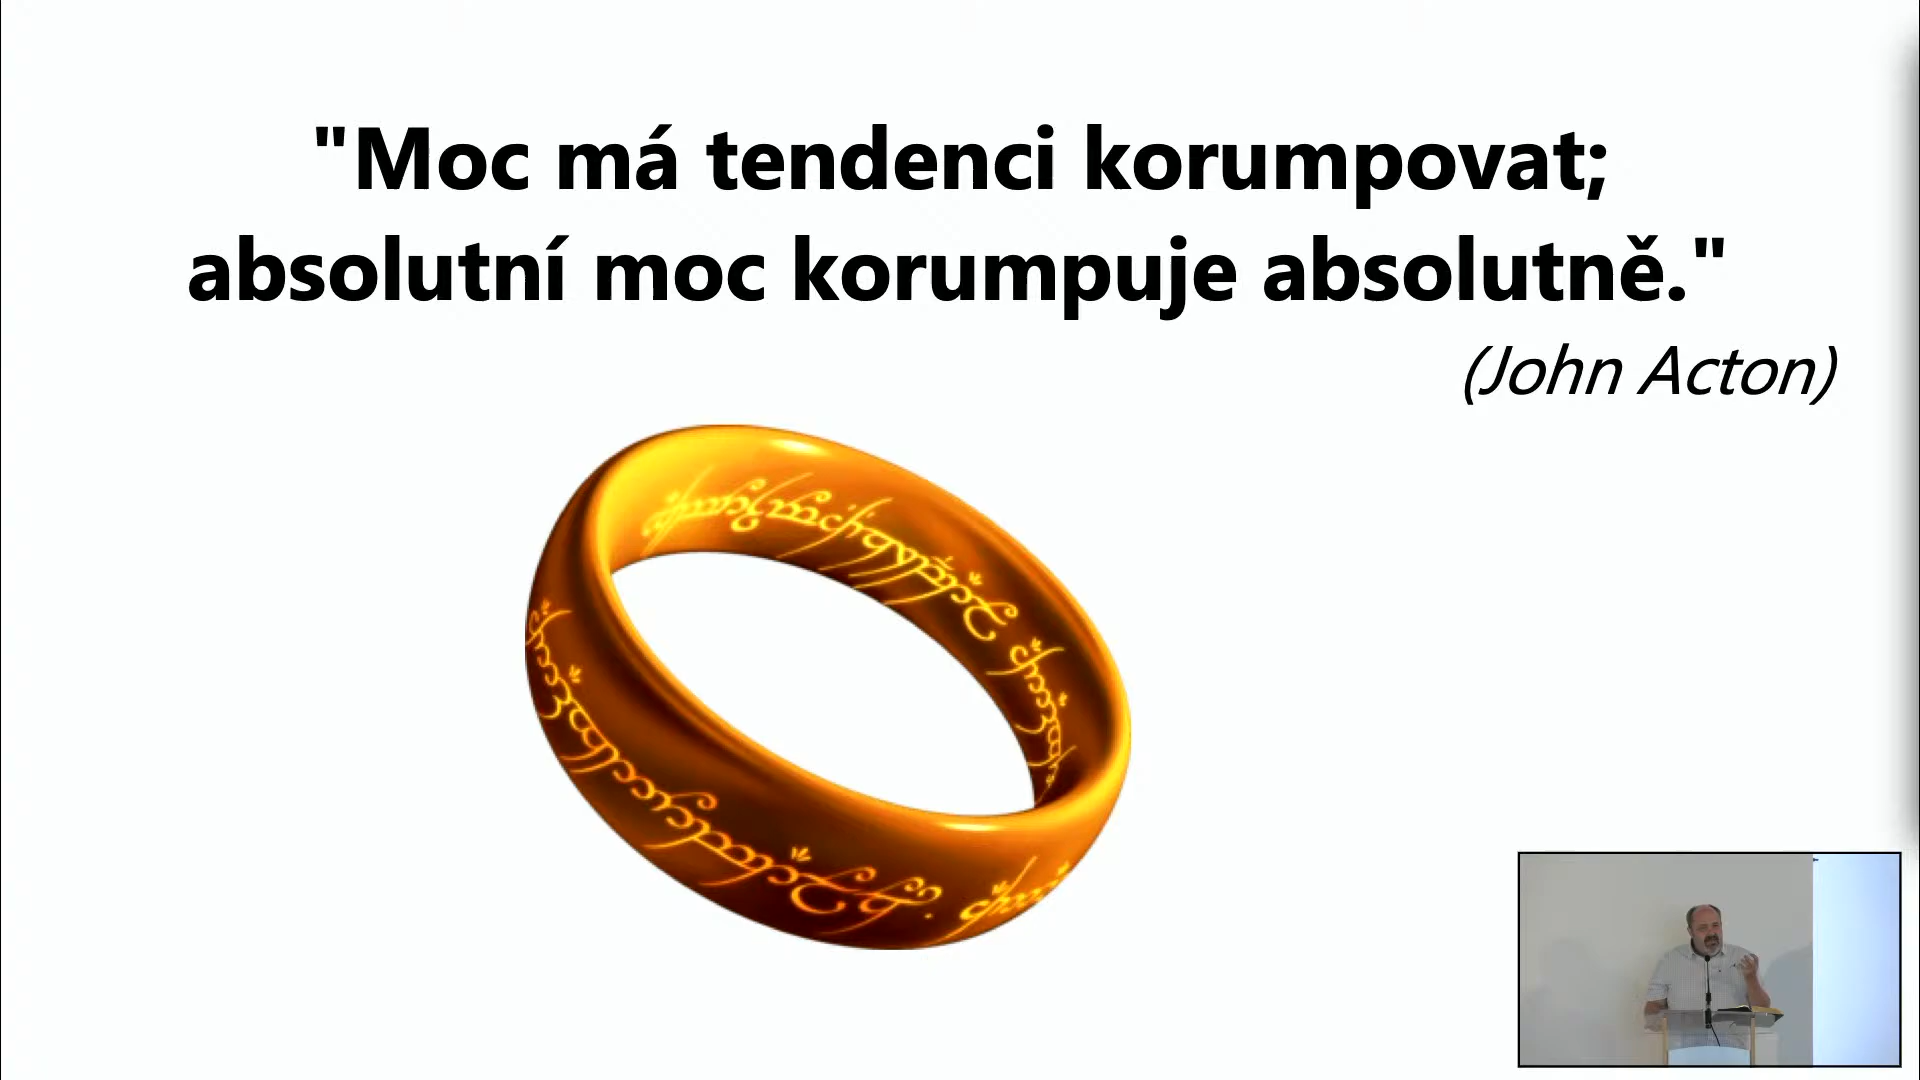 "Moc má tendenci korumpovat;
absolutní moc korumpuje absolutně."
(John Acton)